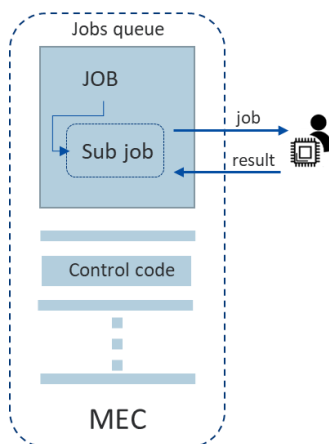 Jobs queue
JOB
Sub job
job
result
Control code
MEC